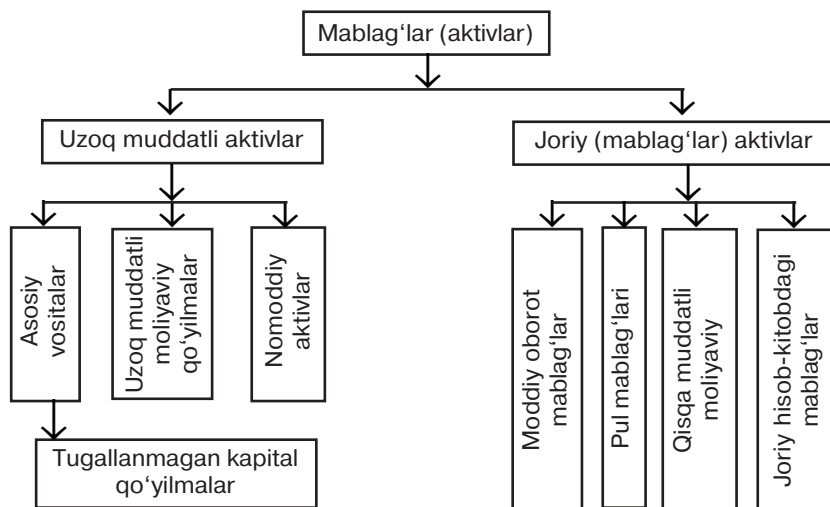 Mablag‘lar (aktivlar)
Uzoq muddatli aktivlar
Joriy (mablag‘lar) aktivlar
Asosiy
vositalar
Uzoq muddatli
moliyaviy
qo‘yilmalar
Nomoddiy
aktivlar
Moddiy oborot
mablag‘lar
Pul mablag‘lari
Qisqa muddatli
moliyaviy
Joriy hisob-kitobdagi
mablag‘lar
Tugallanmagan kapital
qo‘yilmalar